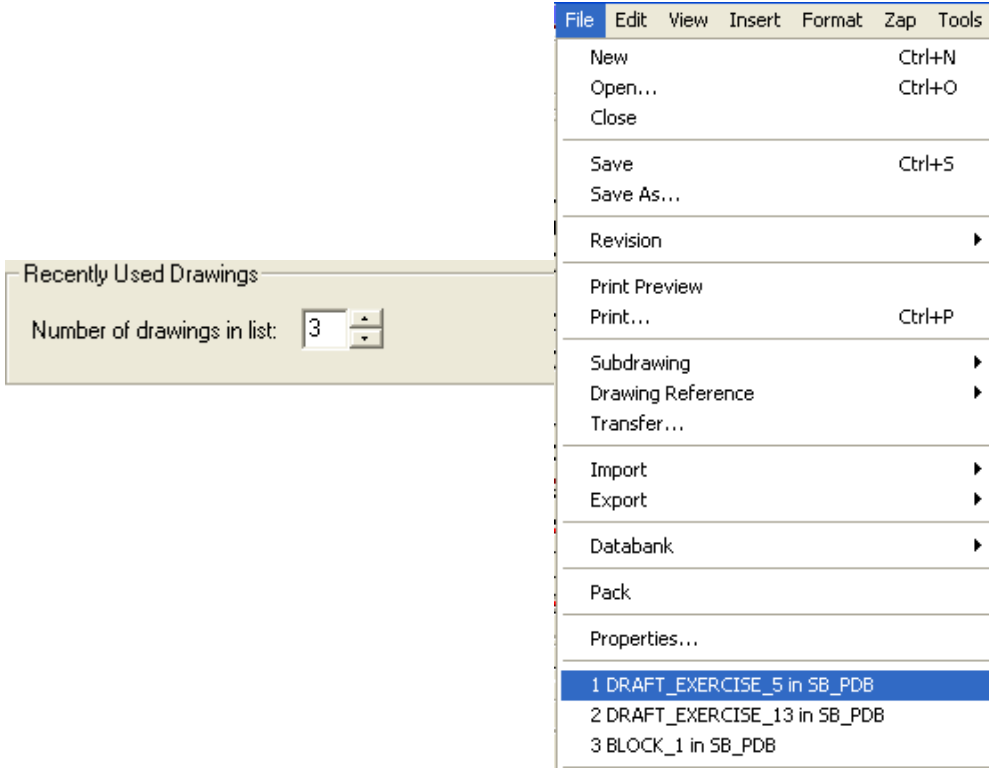 Recently Used Drawings
Number of drawings in list: 3
File Edit View Insert Format Zap Tools
New Ctrl+N
Open... Ctrl+O
Close
Save Ctrl+S
Save As...
Revision
Print Preview
Print... Ctrl+P
Subdrawing
Drawing Reference
Transfer...
Import
Export
Databank
Pack
Properties...
1 DRAFT_EXERCISE_5 in SB_PDB
2 DRAFT_EXERCISE_13 in SB_PDB
3 BLOCK_1 in SB_PDB